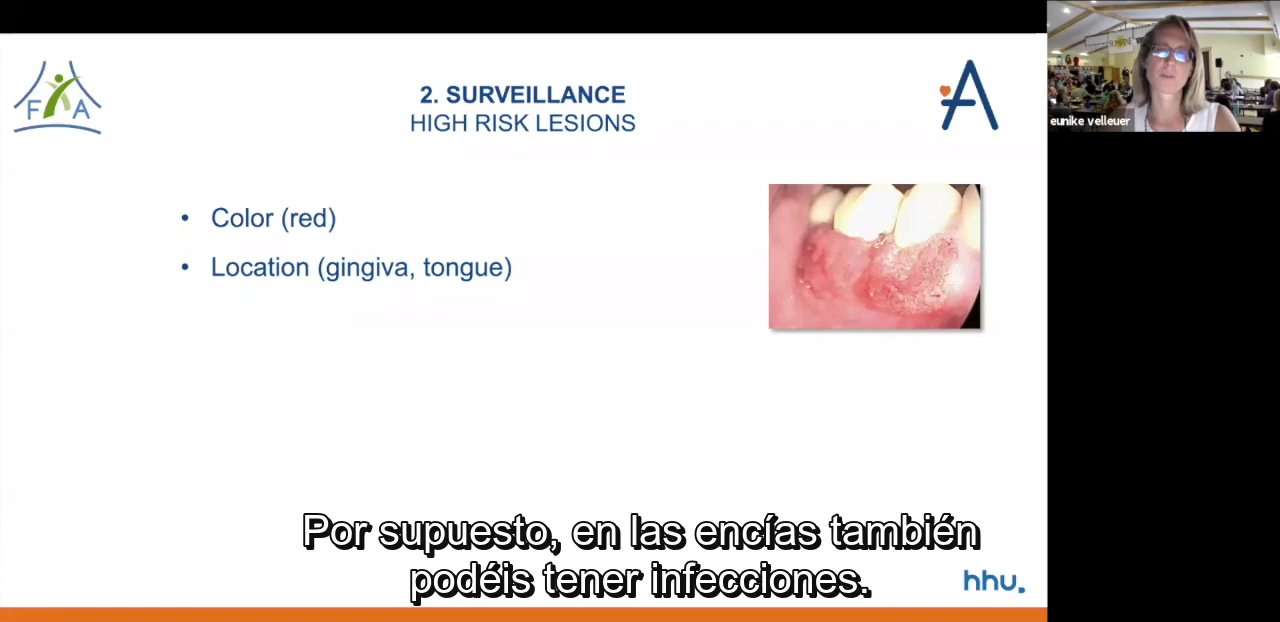 F A
2. SURVEILLANCE
HIGH RISK LESIONS
A
eunike velleuer
• Color (red)
• Location (gingiva, tongue)
Por supuesto, en las encías también
podéis tener infecciones.
hhu.